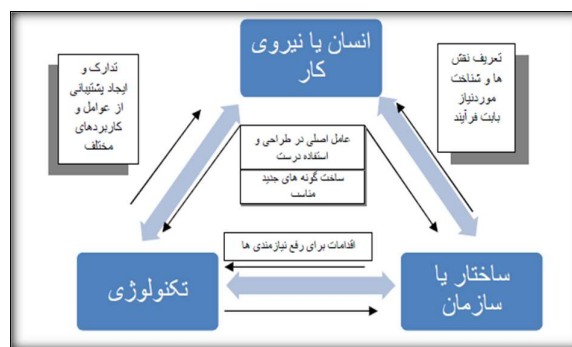 انسان یا نیروی
کار
تدارک و
ایجاد پشتیبانی
از عوامل و
کاربردهای
مختلف
تعریف نقش
ها و شناخت
موردنیاز
بابت فرآیند
عامل اصلی در طراحی و
استفاده درست
ساخت گونه های جدید
مناسب
اقدامات برای رفع نیازمندی ها
تکنولوژی
ساختار یا
سازمان